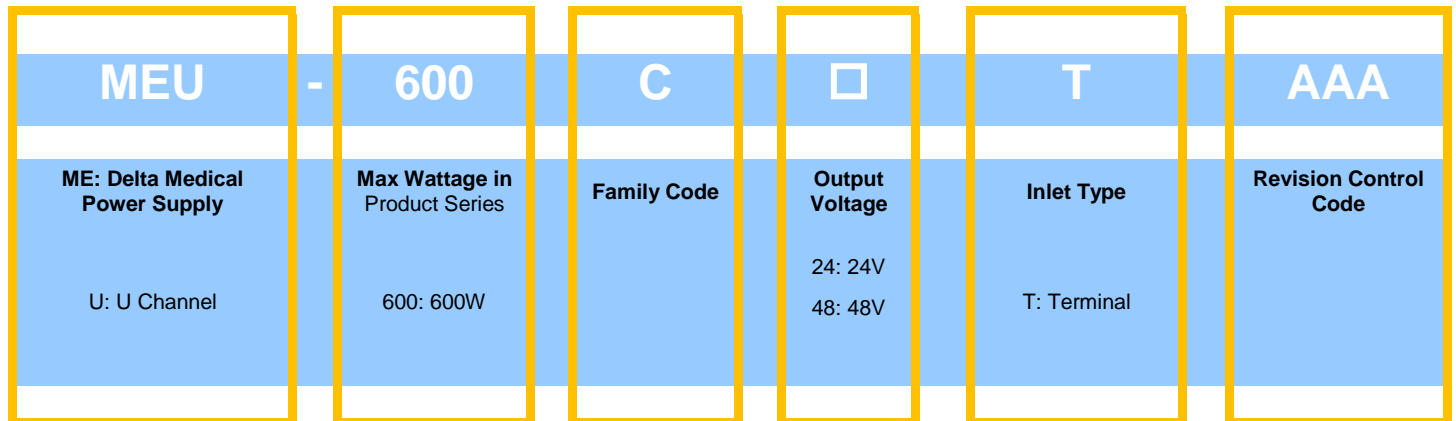 MEU - 600 C □ T AAA
ME: Delta Medical
Power Supply
U: U Channel
Max Wattage in
Product Series
600: 600W
Family Code
Output
Voltage
24: 24V
48: 48V
Inlet Type
T: Terminal
Revision Control
Code